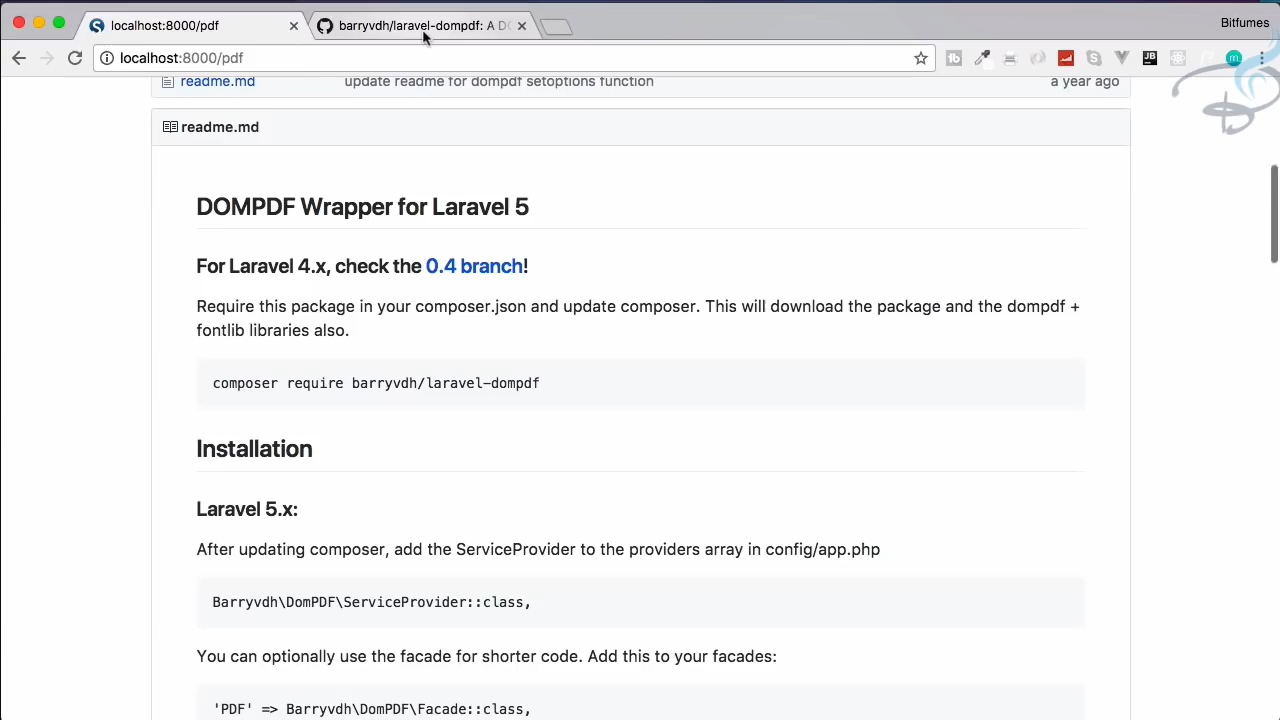 localhost:8000/pdf
barryvdh/laravel-dompdf: A DO
Bitfumes
localhost:8000/pdf
readme.md
update readme for dompdf setoptions function
a year ago
readme.md
DOMPDF Wrapper for Laravel 5
For Laravel 4.x, check the 0.4 branch!
Require this package in your composer.json and update composer. This will download the package and the dompdf +
fontlib libraries also.
composer require barryvdh/laravel-dompdf
Installation
Laravel 5.x:
After updating composer, add the ServiceProvider to the providers array in config/app.php
Barryvdh\DomPDF\ServiceProvider::class,
You can optionally use the facade for shorter code. Add this to your facades:
'PDF' => Barryvdh\DomPDF\Facade::class,